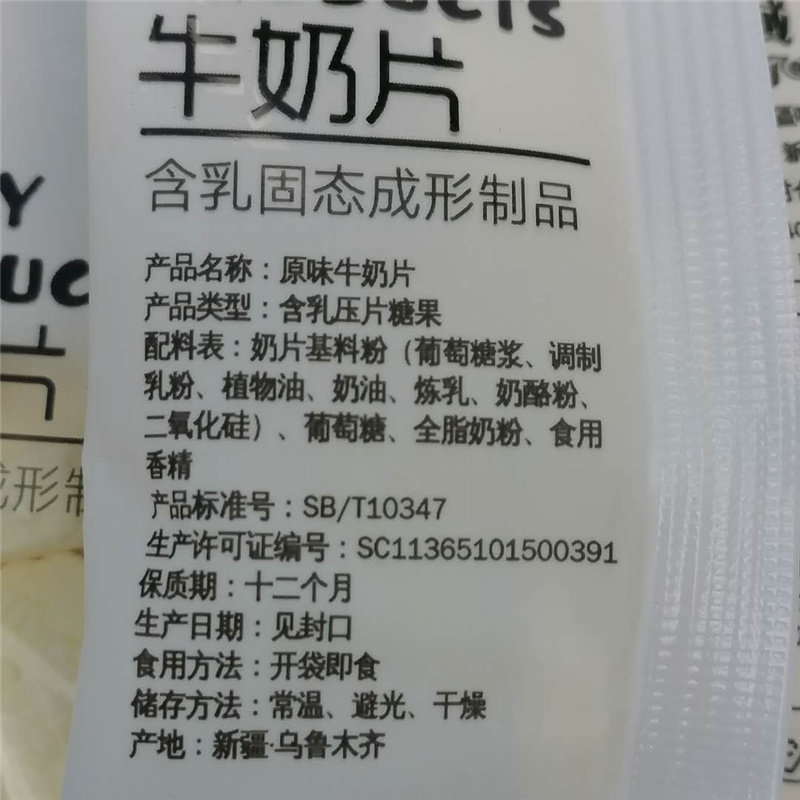 牛奶片
含乳固态成形制品
产品名称：原味牛奶片
产品类型：含乳压片糖果
配料表：奶片基料粉（葡萄糖浆、调制
乳粉、植物油、奶油、炼乳、奶酪粉、
二氧化硅）、葡萄糖、全脂奶粉、食用
香精
产品标准号：SB/T10347
生产许可证编号：SC11365101500391
保质期：十二个月
生产日期：见封口
食用方法：开袋即食
储存方法：常温、避光、干燥
产地：新疆·乌鲁木齐